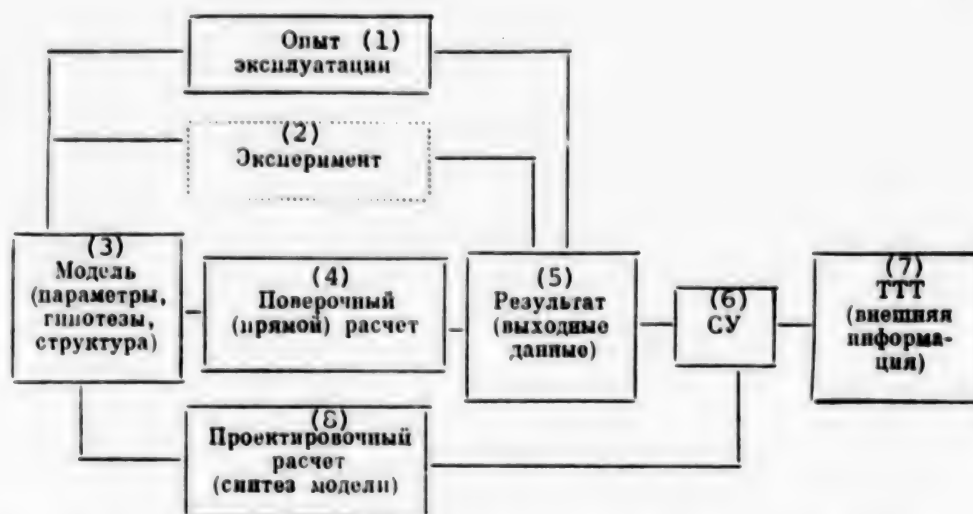 Опыт (1)
эксплуатации
(2)
Эксперимент
(3)
Модель
(параметры,
гипотезы,
структура)
(4)
Поверочный
(прямой) расчет
(5)
Результат
(выходные
данные)
(6)
СУ
(7)
ТТТ
(внешняя
информа-
ция)
(8)
Проектировочный
расчет
(синтез модели)